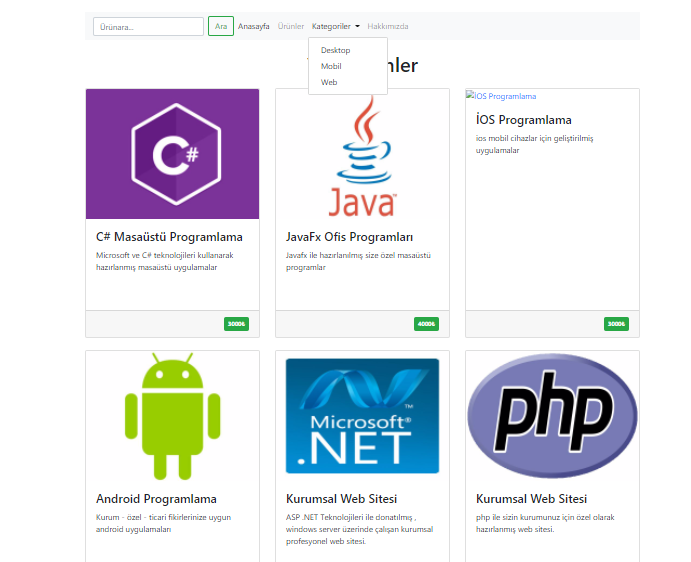 Ürünara...
Ara
Anasayfa
Ürünler
Kategoriler
Hakkımızda
Desktop
Mobil
Web
nler
C#
C# Masaüstü Programlama
Microsoft ve C# teknolojileri kullanarak
hazırlanmış masaüstü uygulamalar
3000₺
Java™
JavaFx Ofis Programları
Javafx ile hazırlanılmış size özel masaüstü
programlar
4000₺
İOS Programlama
İOS Programlama
ios mobil cihazlar için geliştirilmiş
uygulamalar
3000₺
Android Programlama
Kurum - özel - ticari fikirlerinize uygun
android uygulamaları
Microsoft®
.NET™
Kurumsal Web Sitesi
ASP .NET Teknolojileri ile donatılmış ,
windows server üzerinde çalışan kurumsal
profesyonel web sitesi.
php
Kurumsal Web Sitesi
php ile sizin kurumunuz için özel olarak
hazırlanmış web sitesi.